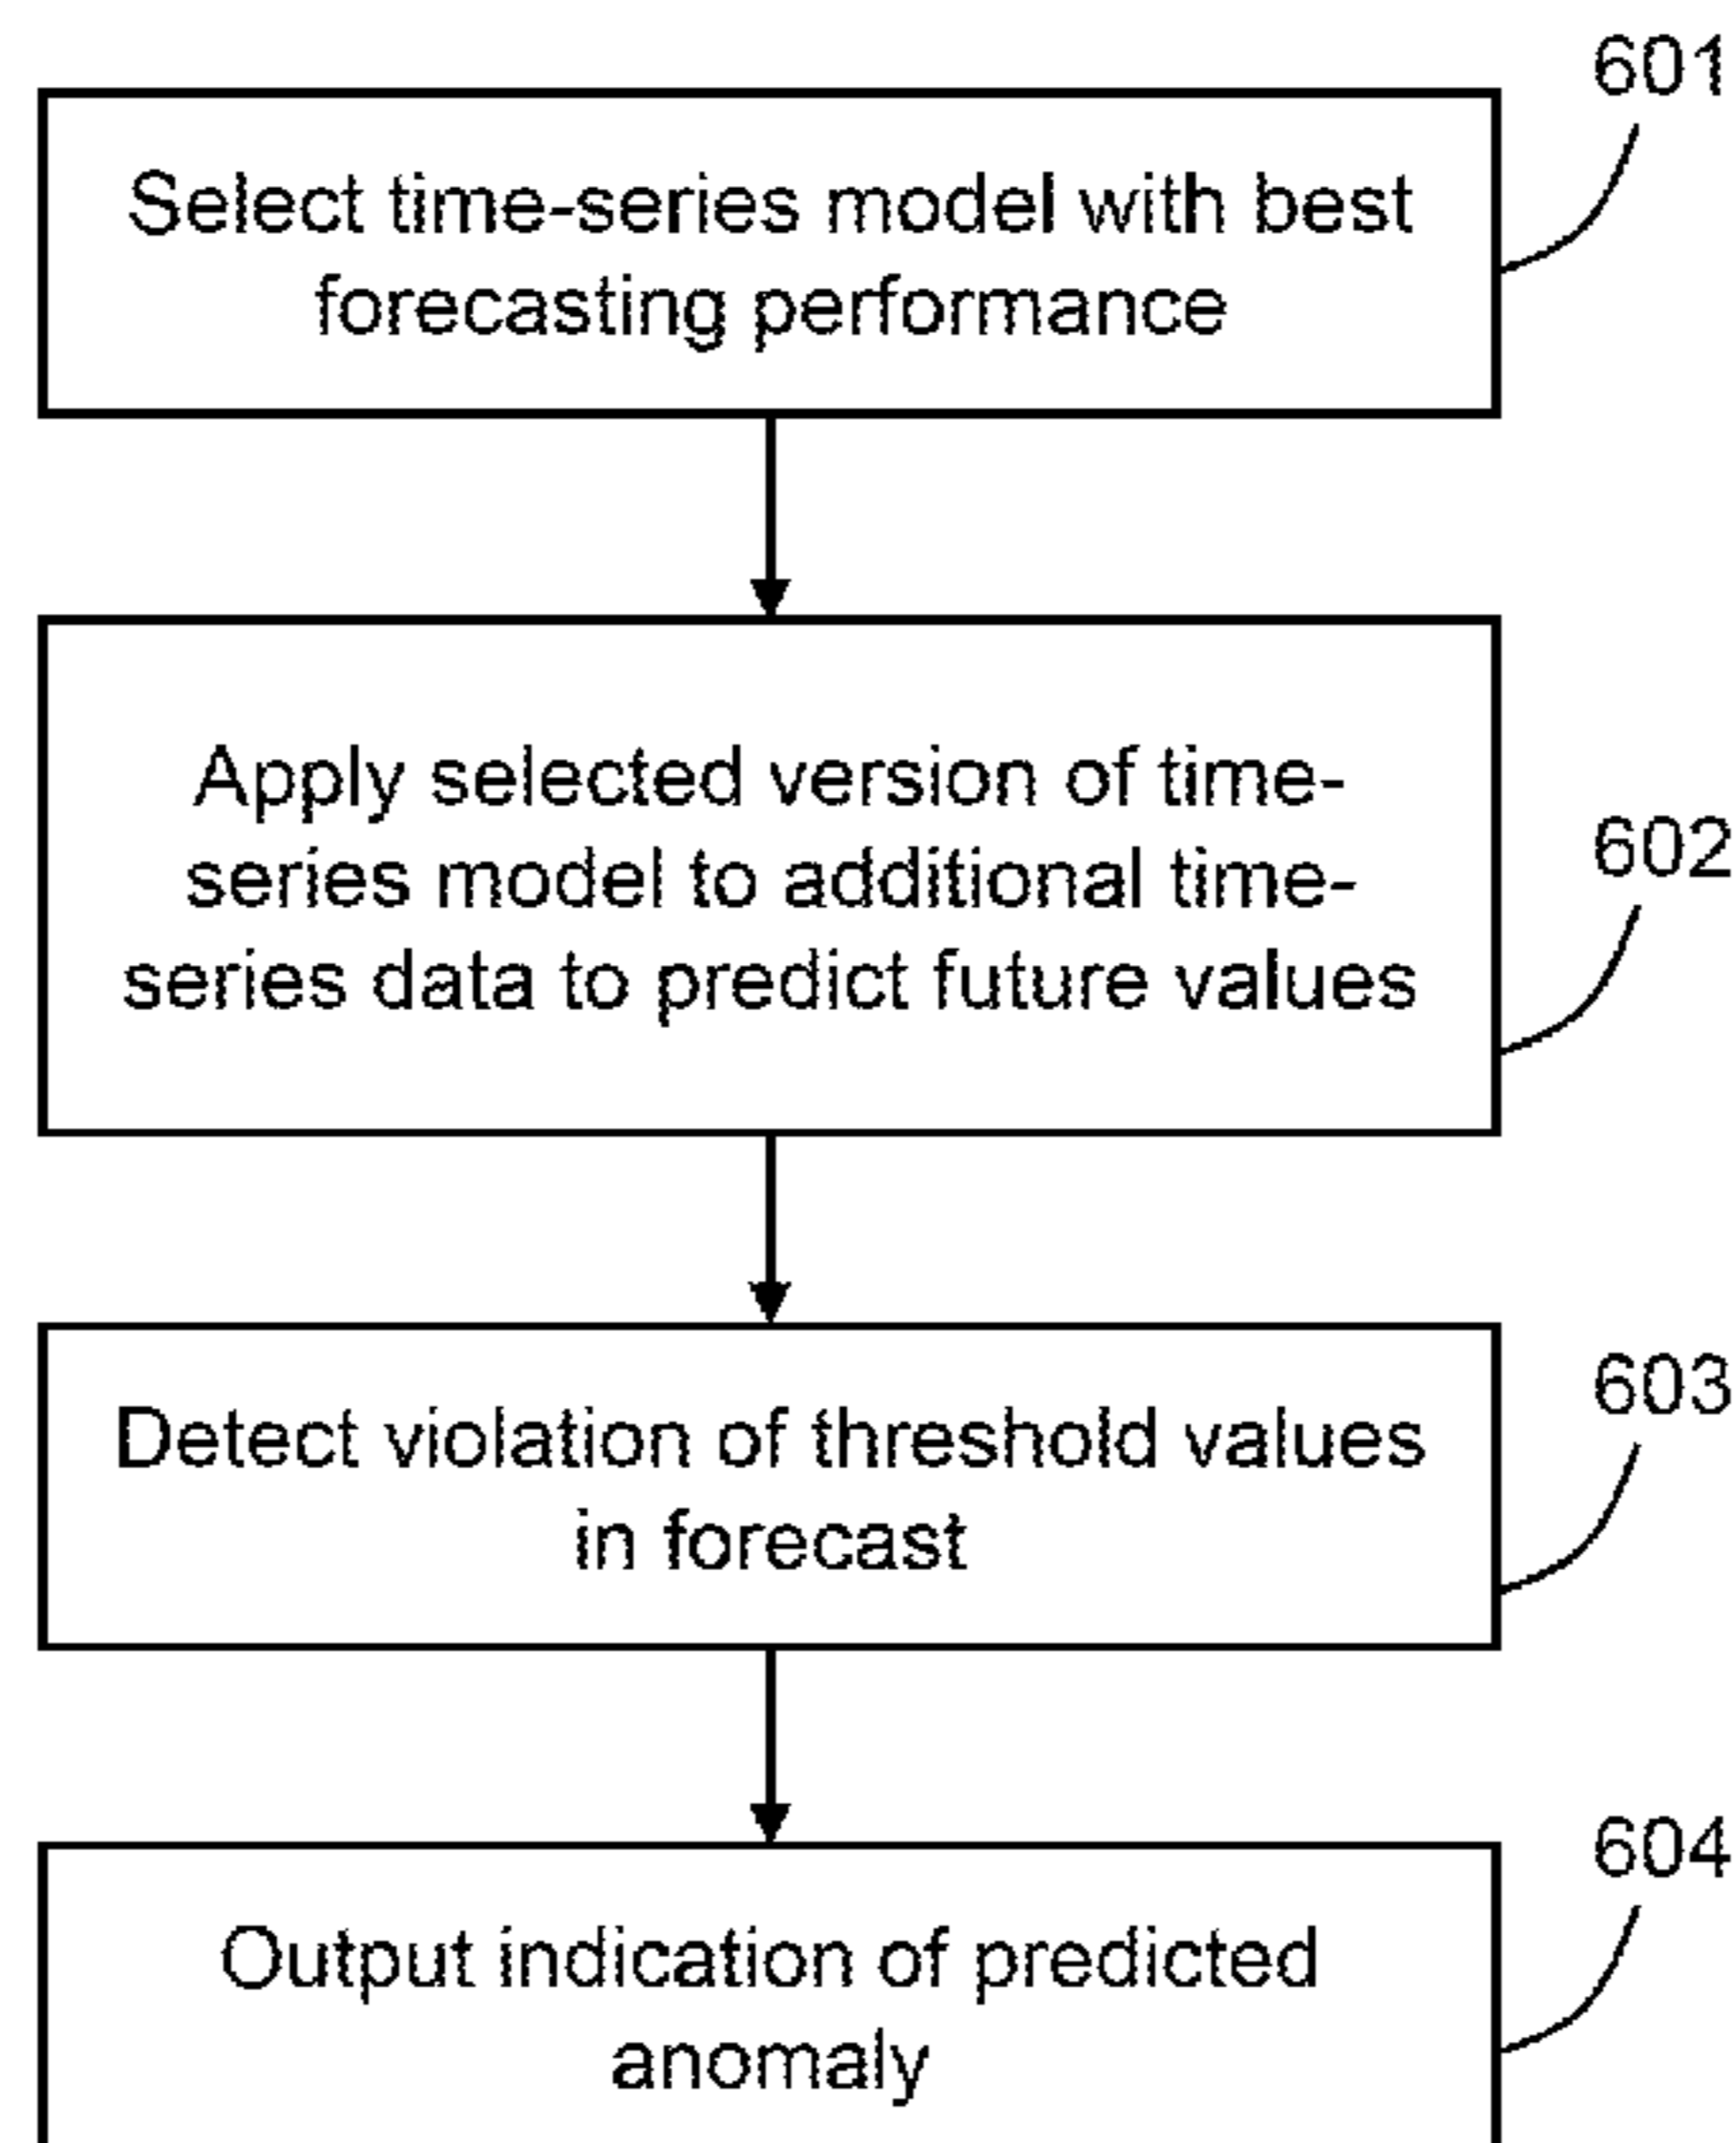 601
Select time-series model with best
forecasting performance
Apply selected version of time-
series model to additional time-
series data to predict future values
602
Detect violation of threshold values
in forecast
603
Output indication of predicted
anomaly
604